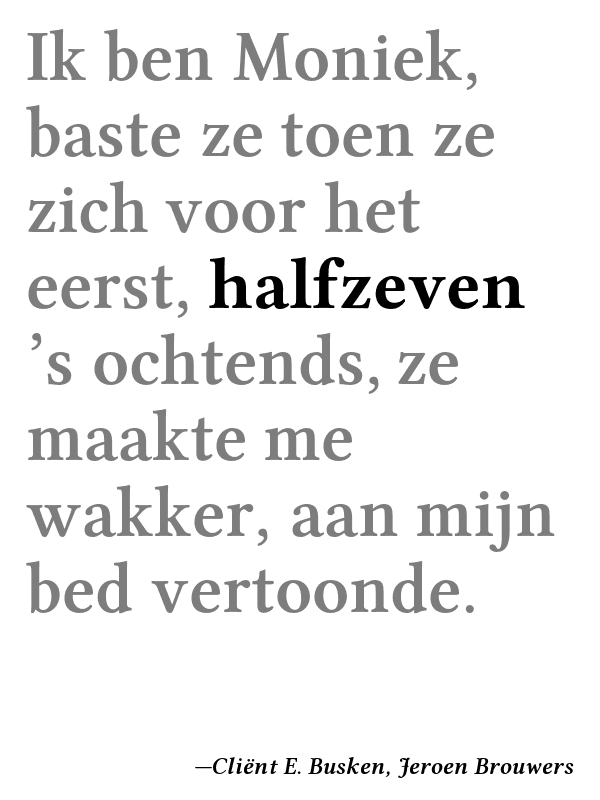 Ik ben Moniek,
baste ze toen ze
zich voor het
eerst, halfzeven
’s ochtends, ze
maakte me
wakker, aan mijn
bed vertoonde.
—Cliënt E. Busken, Jeroen Brouwers